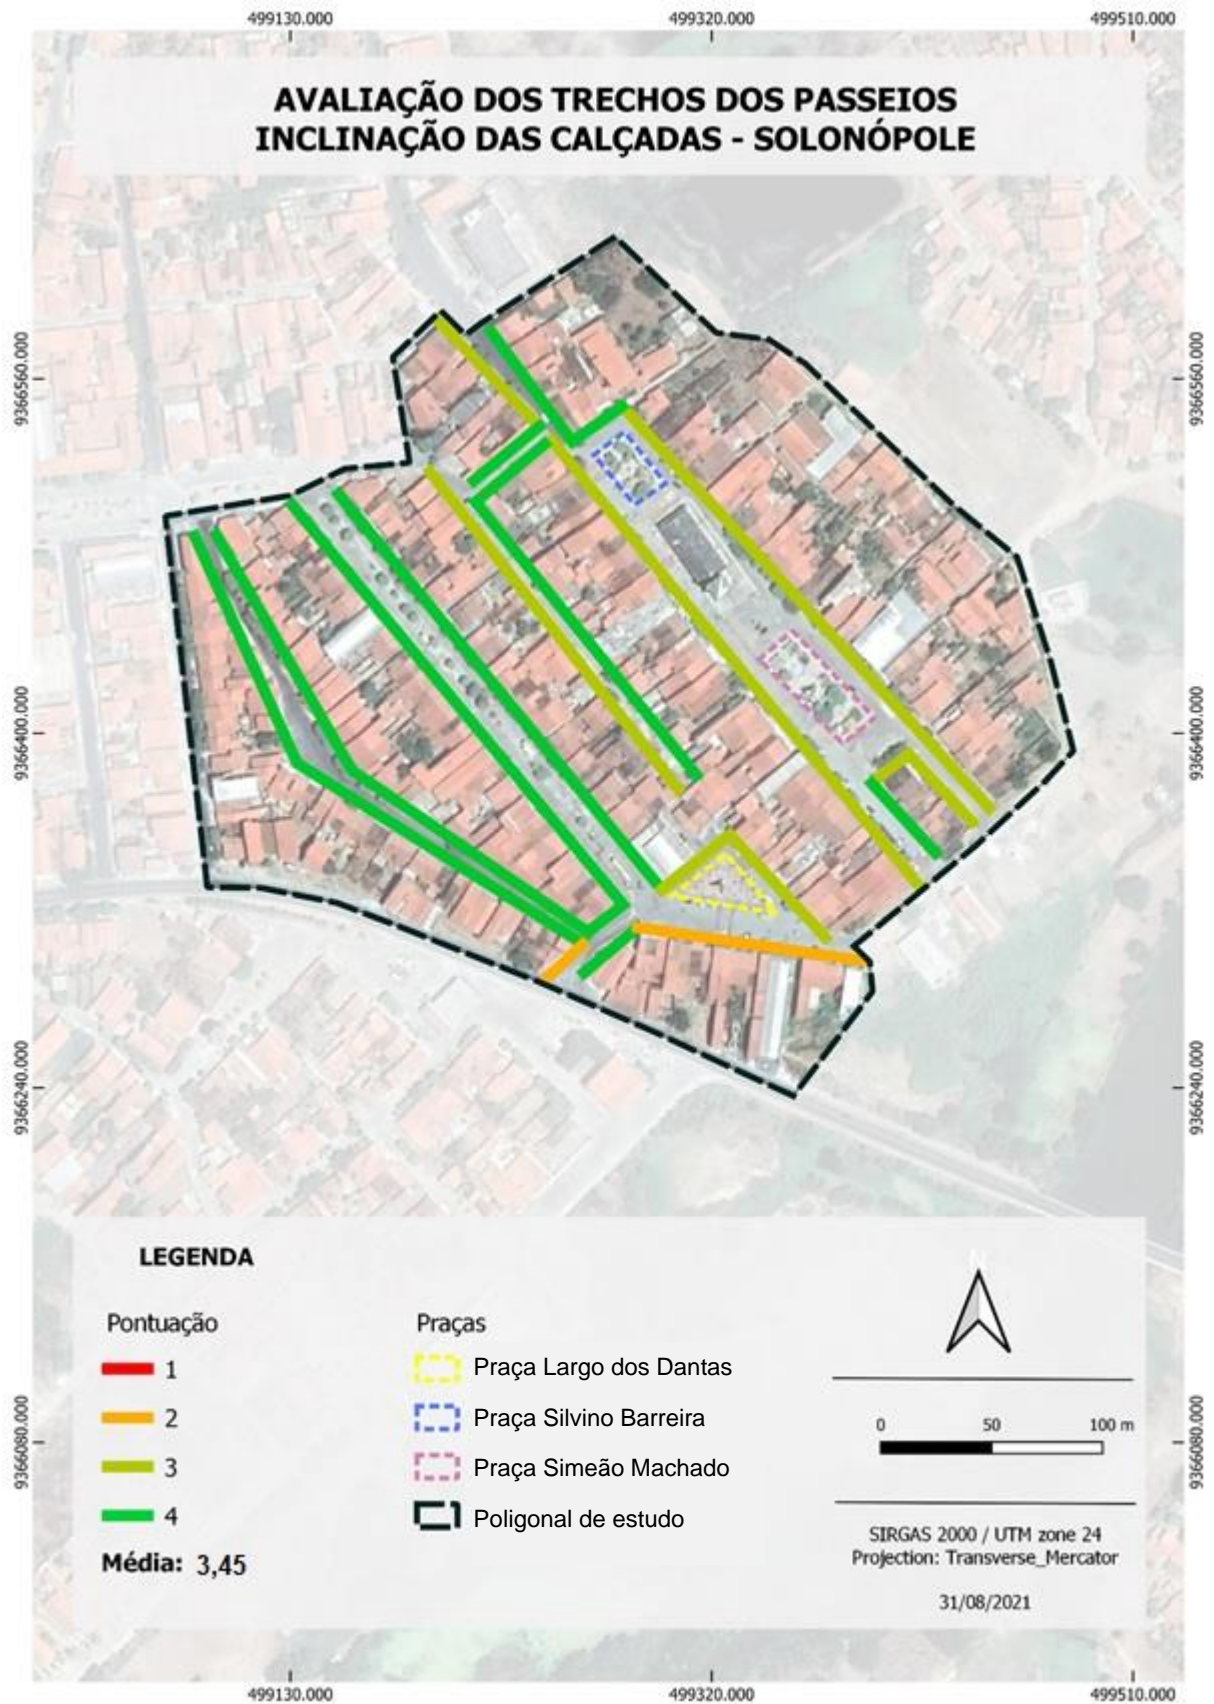 499130.000 499320.000 499510.000
AVALIAÇÃO DOS TRECHOS DOS PASSEIOS
INCLINAÇÃO DAS CALÇADAS - SOLONÓPOLE
9366560.000 9366560.000
9366400.000 9366400.000
9366240.000 9366240.000
9366080.000 9366080.000
LEGENDA
Pontuação
1
2
3
4
Média: 3,45
Praças
Praça Largo dos Dantas
Praça Silvino Barreira
Praça Simeão Machado
Poligonal de estudo
N
0 50 100 m
SIRGAS 2000 / UTM zone 24
Projection: Transverse_Mercator
31/08/2021
499130.000 499320.000 499510.000